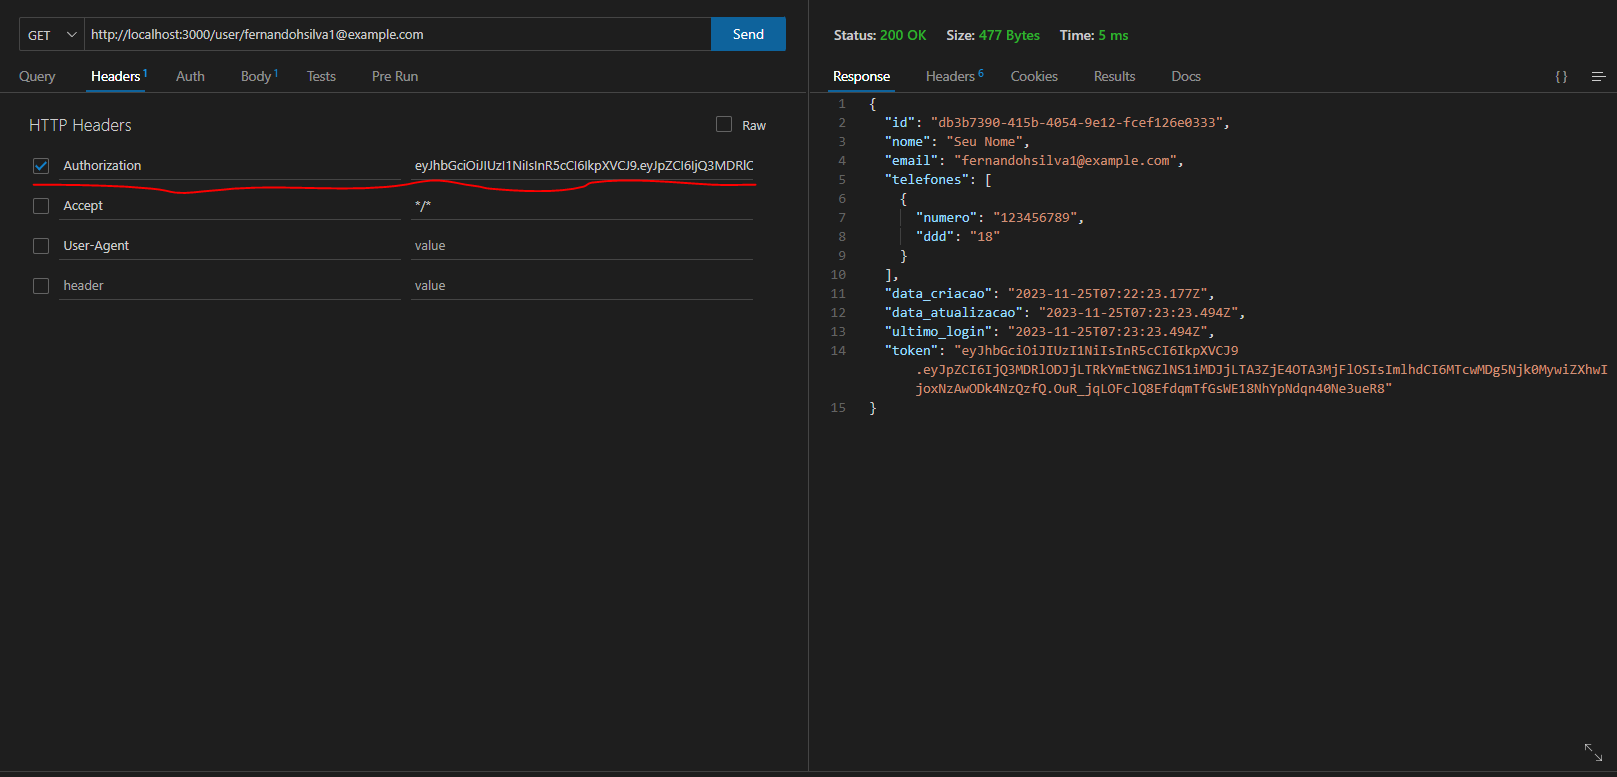 GET http://localhost:3000/user/fernandohsilva1@example.com Send
Query Headers 1 Auth Body 1 Tests Pre Run
HTTP Headers Raw
Authorization eyJhbGciOiJIUzI1NiIsInR5cCI6IkpXVCJ9.eyJpZCI6IjQ3MDRlC
Accept */*
User-Agent value
header value
Status: 200 OK Size: 477 Bytes Time: 5 ms
Response Headers 6 Cookies Results Docs {}
1 {
2 "id": "db3b7390-415b-4054-9e12-fcef126e0333",
3 "nome": "Seu Nome",
4 "email": "fernandohsilva1@example.com",
5 "telefones": [
6 {
7 "numero": "123456789",
8 "ddd": "18"
9 }
10 ],
11 "data_criacao": "2023-11-25T07:22:23.177Z",
12 "data_atualizacao": "2023-11-25T07:23:23.494Z",
13 "ultimo_login": "2023-11-25T07:23:23.494Z",
14 "token": "eyJhbGciOiJIUzI1NiIsInR5cCI6IkpXVCJ9
.eyJpZCI6IjQ3MDRlODJjLTRkYmEtNGZlNS1iMDJjLTA3ZjE4OTA3MjFlOSIsImlhdCI6MTcwMDg5Njk0MywiZXhwI
joxNzAwODk4NzQzfQ.OuR_jqLOFclQ8EfdqmTfGsWE18NhYpNdqn40Ne3ueR8"
15 }